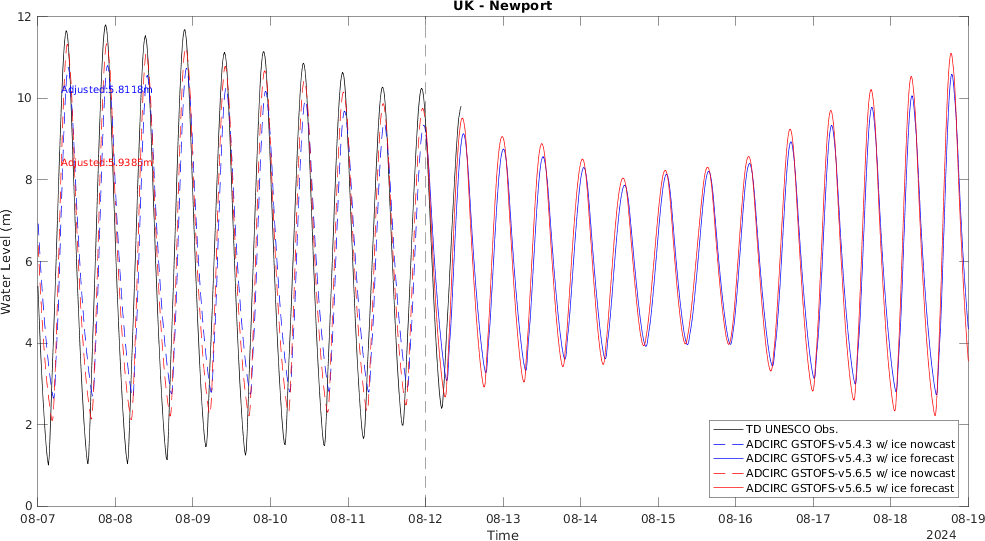 UK - Newport
12
10
8
6
4
2
0
Water Level (m)
Adjusted:5.8118m
Adjusted:5.9385m
TD UNESCO Obs.
ADCIRC GSTOFS-v5.4.3 w/ ice nowcast
ADCIRC GSTOFS-v5.4.3 w/ ice forecast
ADCIRC GSTOFS-v5.6.5 w/ ice nowcast
ADCIRC GSTOFS-v5.6.5 w/ ice forecast
08-07 08-08 08-09 08-10 08-11 08-12 08-13 08-14 08-15 08-16 08-17 08-18 08-19
Time
2024